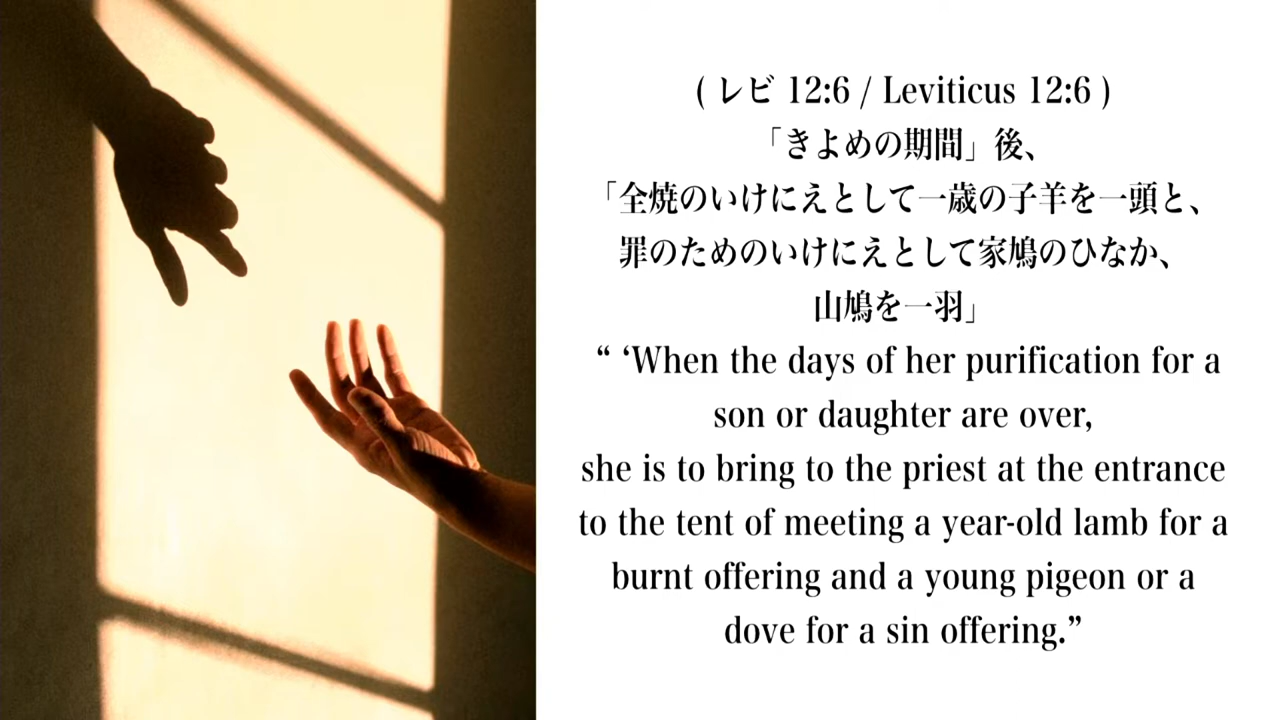 ( レビ 12:6 / Leviticus 12:6 )
「きよめの期間」後、
「全焼のいけにえとして一歳の子羊を一頭と、
罪のためのいけにえとして家鳩のひなか、
山鳩を一羽」
“ ‘When the days of her purification for a
son or daughter are over,
she is to bring to the priest at the entrance
to the tent of meeting a year-old lamb for a
burnt offering and a young pigeon or a
dove for a sin offering.”